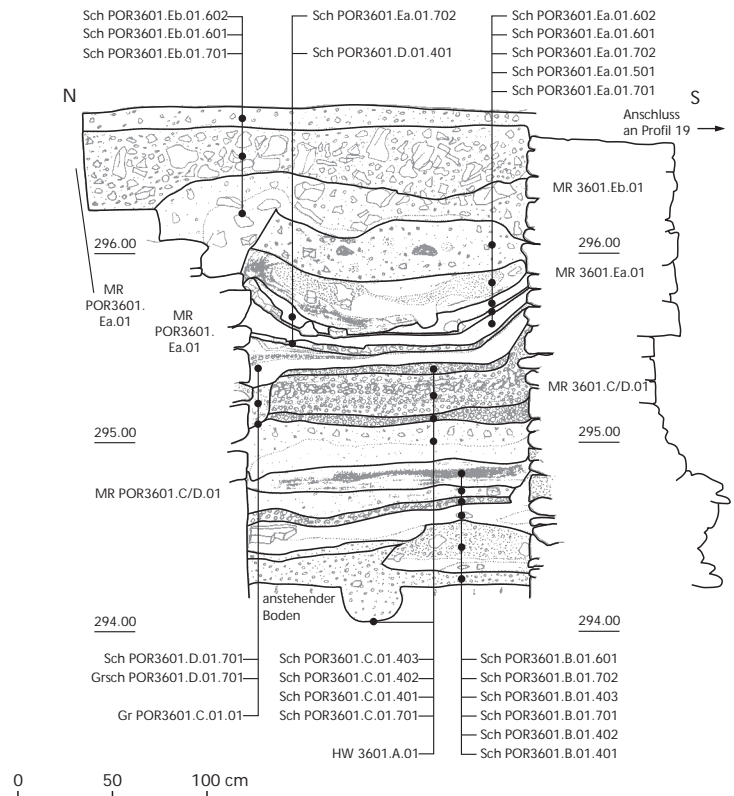 Sch POR3601.Eb.01.602
Sch POR3601.Eb.01.601
Sch POR3601.Eb.01.701
Sch POR3601.Ea.01.702
Sch POR3601.D.01.401
Sch POR3601.Ea.01.602
Sch POR3601.Ea.01.601
Sch POR3601.Ea.01.702
Sch POR3601.Ea.01.501
Sch POR3601.Ea.01.701
N
S
Anschluss
an Profil 19
MR 3601.Eb.01
296.00
296.00
MR 3601.Ea.01
MR
POR3601.
Ea.01
MR
POR3601.
Ea.01
MR 3601.C/D.01
295.00
295.00
MR POR3601.C/D.01
anstehender
Boden
294.00
294.00
Sch POR3601.D.01.701
Grsch POR3601.D.01.701
Gr POR3601.C.01.01
Sch POR3601.C.01.403
Sch POR3601.C.01.402
Sch POR3601.C.01.401
Sch POR3601.C.01.701
HW 3601.A.01
Sch POR3601.B.01.601
Sch POR3601.B.01.702
Sch POR3601.B.01.403
Sch POR3601.B.01.701
Sch POR3601.B.01.402
Sch POR3601.B.01.401
0 50 100 cm